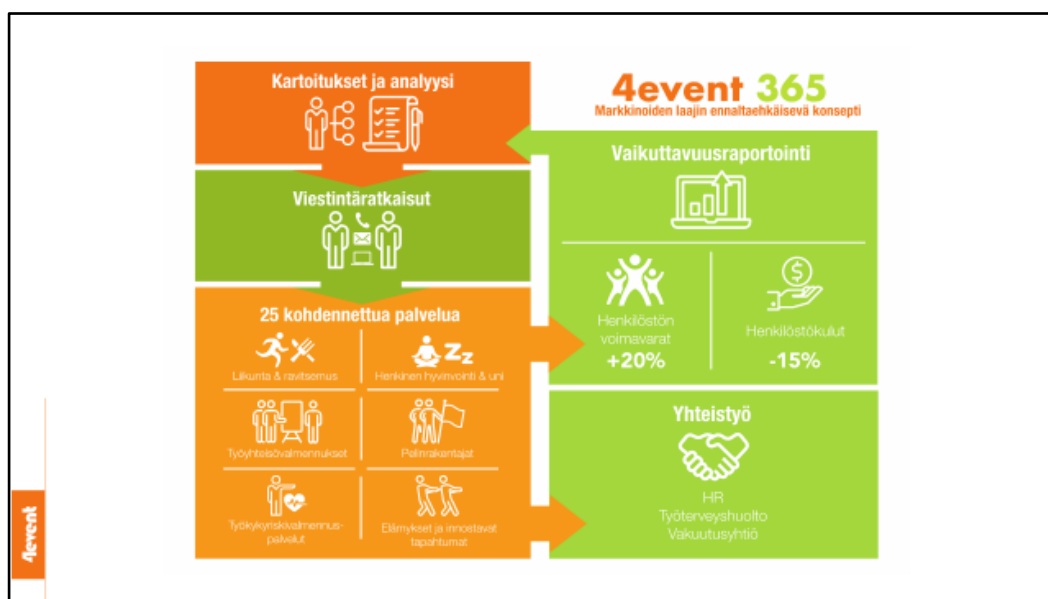 Kartoitukset ja analyysi
4event 365
Markkinoiden laajin ennaltaehkäisevä konsepti
Viestintäratkaisut
25 kohdennettua palvelua
Liikunta & ravitsemus
Henkinen hyvinvointi & uni
Työyhteisövalmennukset
Pelinrakentajat
Työkykyriskivalmennus-
palvelut
Elämykset ja innostavat
tapahtumat
Vaikuttavuusraportointi
Henkilöstön
voimavarat
+20%
Henkilöstökulut
-15%
Yhteistyö
HR
Työterveyshuolto
Vakuutusyhtiö
4event